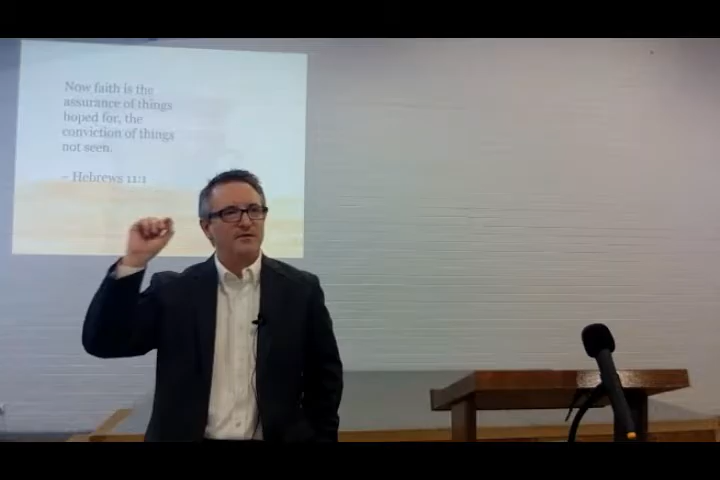 Now faith is the
assurance of things
hoped for, the
conviction of things
not seen.
– Hebrews 11:1